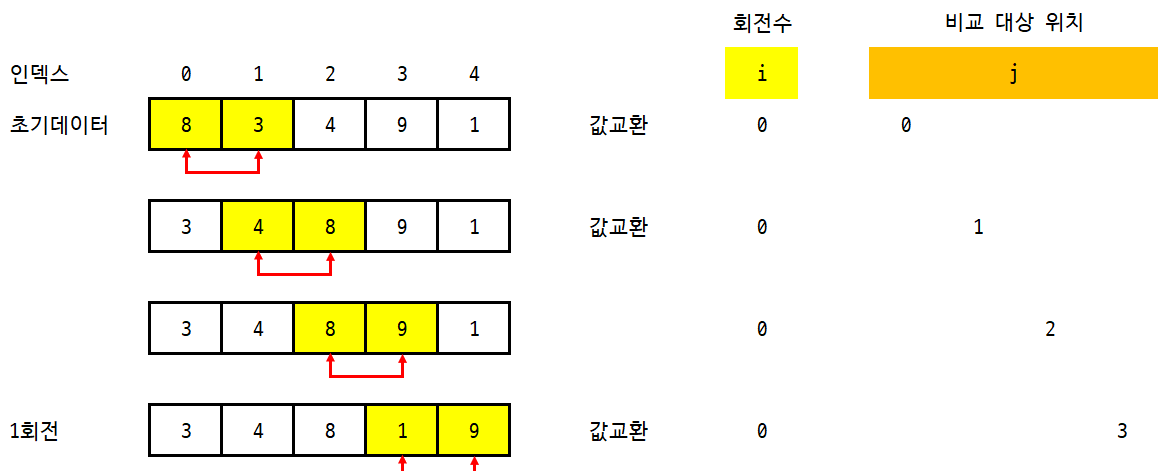 회전수 비교 대상 위치
인덱스 0 1 2 3 4 i j
초기데이터 8 3 4 9 1 값교환 0 0
3 4 8 9 1 값교환 0 1
3 4 8 9 1 0 2
1회전 3 4 8 1 9 값교환 0 3